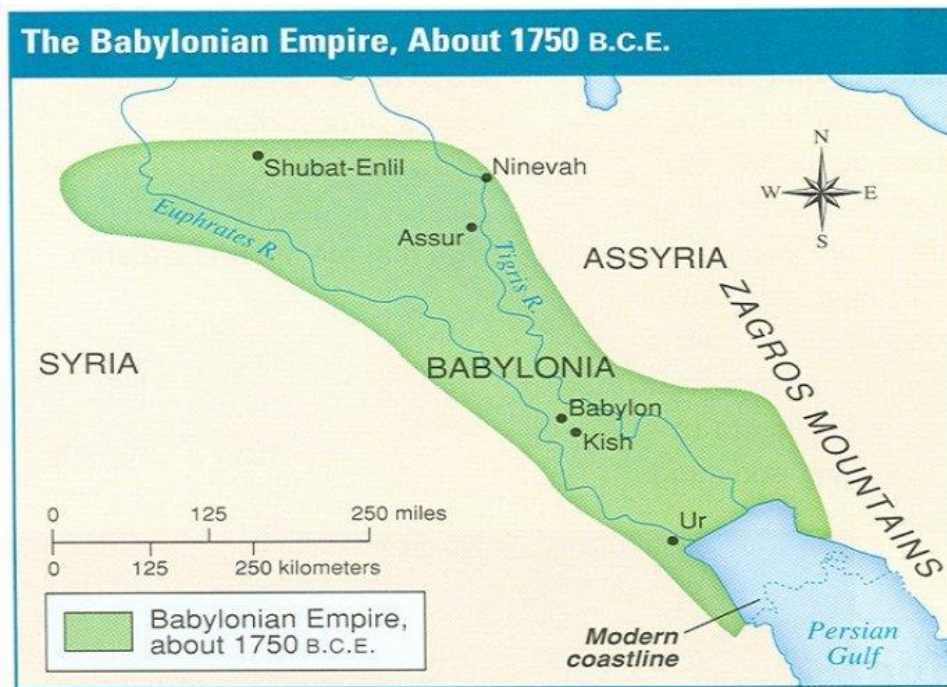 The Babylonian Empire, About 1750 B.C.E.
N
W E
S
Shubat-Enlil
Ninevah
Euphrates R.
Assur
Tigris R.
ASSYRIA
ZAGROS MOUNTAINS
SYRIA
BABYLONIA
Babylon
Kish
Ur
0 125 250 miles
0 125 250 kilometers
Babylonian Empire,
about 1750 B.C.E.
Modern
coastline
Persian
Gulf